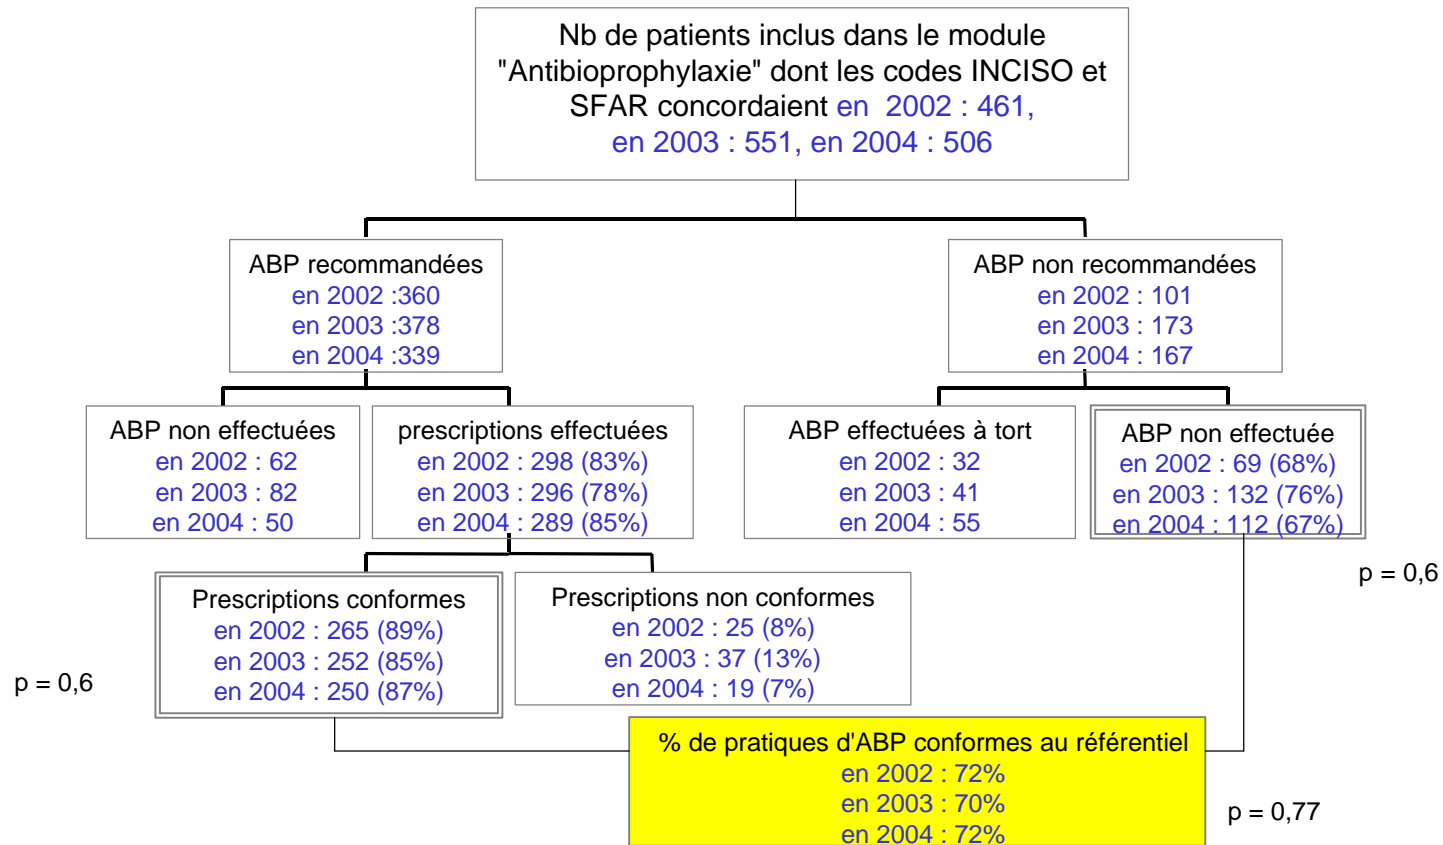 Nb de patients inclus dans le module
"Antibioprophylaxie" dont les codes INCISO et
SFAR concordaient en 2002 : 461,
en 2003 : 551, en 2004 : 506
ABP recommandées
en 2002 :360
en 2003 :378
en 2004 :339
ABP non recommandées
en 2002 : 101
en 2003 : 173
en 2004 : 167
ABP non effectuées
en 2002 : 62
en 2003 : 82
en 2004 : 50
prescriptions effectuées
en 2002 : 298 (83%)
en 2003 : 296 (78%)
en 2004 : 289 (85%)
ABP effectuées à tort
en 2002 : 32
en 2003 : 41
en 2004 : 55
ABP non effectuée
en 2002 : 69 (68%)
en 2003 : 132 (76%)
en 2004 : 112 (67%)
p = 0,6
Prescriptions conformes
en 2002 : 265 (89%)
en 2003 : 252 (85%)
en 2004 : 250 (87%)
Prescriptions non conformes
en 2002 : 25 (8%)
en 2003 : 37 (13%)
en 2004 : 19 (7%)
p = 0,6
% de pratiques d'ABP conformes au référentiel
en 2002 : 72%
en 2003 : 70%
en 2004 : 72%
p = 0,77